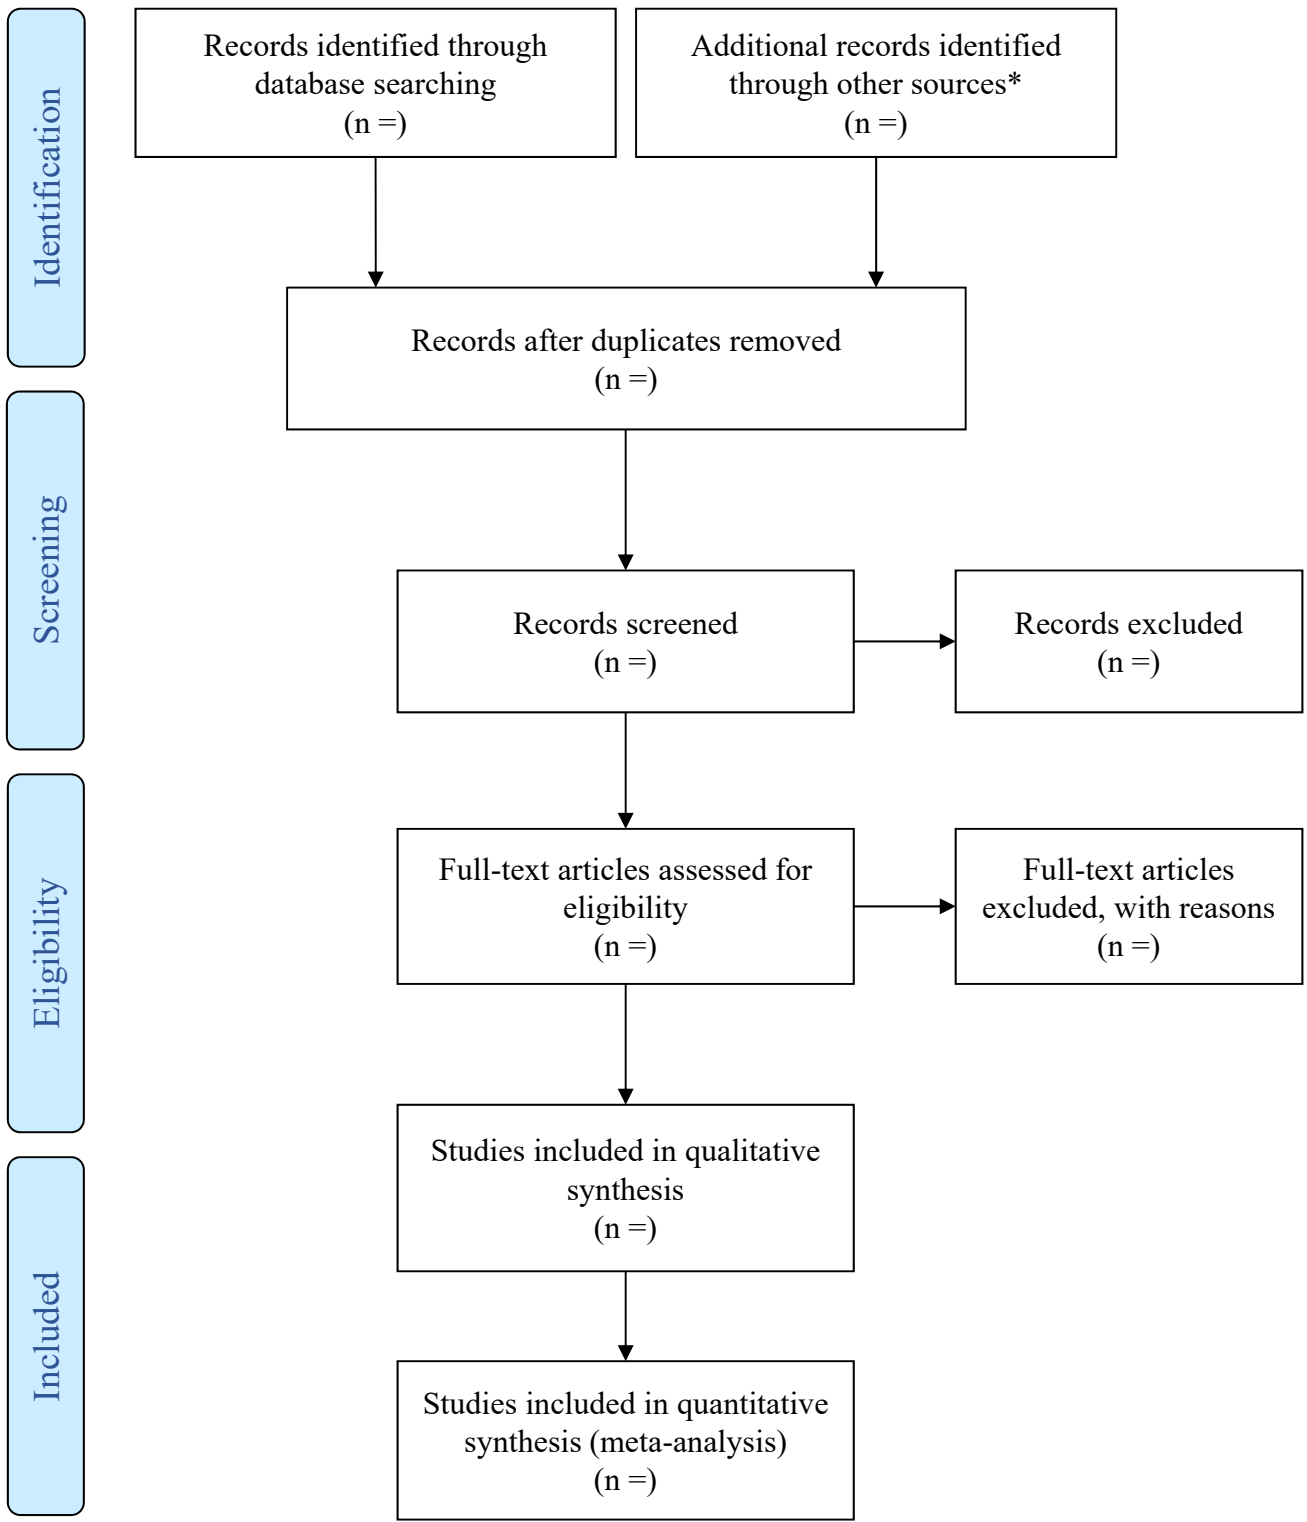 Identification
Records identified through
database searching
(n =)
Additional records identified
through other sources*
(n =)
Records after duplicates removed
(n =)
Screening
Records screened
(n =)
Records excluded
(n =)
Eligibility
Full-text articles assessed for
eligibility
(n =)
Full-text articles
excluded, with reasons
(n =)
Included
Studies included in qualitative
synthesis
(n =)
Studies included in quantitative
synthesis (meta-analysis)
(n =)